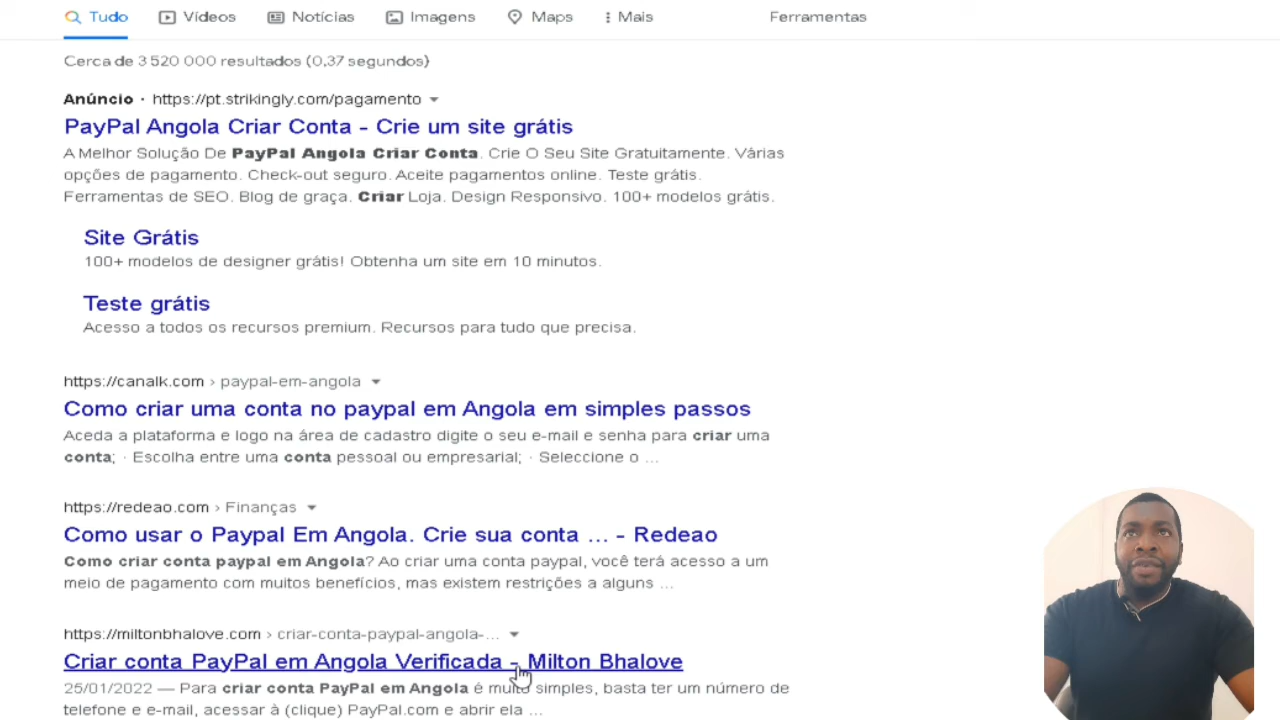 Tudo Vídeos Notícias Imagens Maps Mais Ferramentas
Cerca de 3 520 000 resultados (0,37 segundos)
Anúncio · https://pt.strikingly.com/pagamento
PayPal Angola Criar Conta - Crie um site grátis
A Melhor Solução De PayPal Angola Criar Conta. Crie O Seu Site Gratuitamente. Várias
opções de pagamento. Check-out seguro. Aceite pagamentos online. Teste grátis.
Ferramentas de SEO. Blog de graça. Criar Loja. Design Responsivo. 100+ modelos grátis.
Site Grátis
100+ modelos de designer grátis! Obtenha um site em 10 minutos.
Teste grátis
Acesso a todos os recursos premium. Recursos para tudo que precisa.
https://canalk.com › paypal-em-angola
Como criar uma conta no paypal em Angola em simples passos
Aceda a plataforma e logo na área de cadastro digite o seu e-mail e senha para criar uma
conta; · Escolha entre uma conta pessoal ou empresarial; · Seleccione o ...
https://redeao.com › Finanças
Como usar o Paypal Em Angola. Crie sua conta ... - Redeao
Como criar conta paypal em Angola? Ao criar uma conta paypal, você terá acesso a um
meio de pagamento com muitos benefícios, mas existem restrições a alguns ...
https://miltonbhalove.com › criar-conta-paypal-angola-...
Criar conta PayPal em Angola Verificada - Milton Bhalove
25/01/2022 — Para criar conta PayPal em Angola é muito simples, basta ter um número de
telefone e e-mail, acessar à (clique) PayPal.com e abrir ela ...